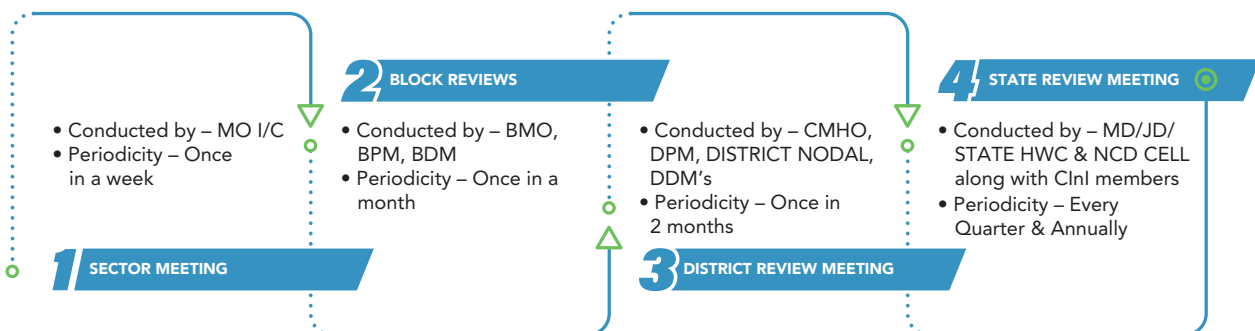 • Conducted by – MO I/C
• Periodicity – Once
in a week
1 SECTOR MEETING
2 BLOCK REVIEWS
• Conducted by – BMO,
BPM, BDM
• Periodicity – Once in a
month
• Conducted by – CMHO,
DPM, DISTRICT NODAL,
DDM's
• Periodicity – Once in
2 months
3 DISTRICT REVIEW MEETING
4 STATE REVIEW MEETING
• Conducted by – MD/JD/
STATE HWC & NCD CELL
along with CInI members
• Periodicity – Every
Quarter & Annually